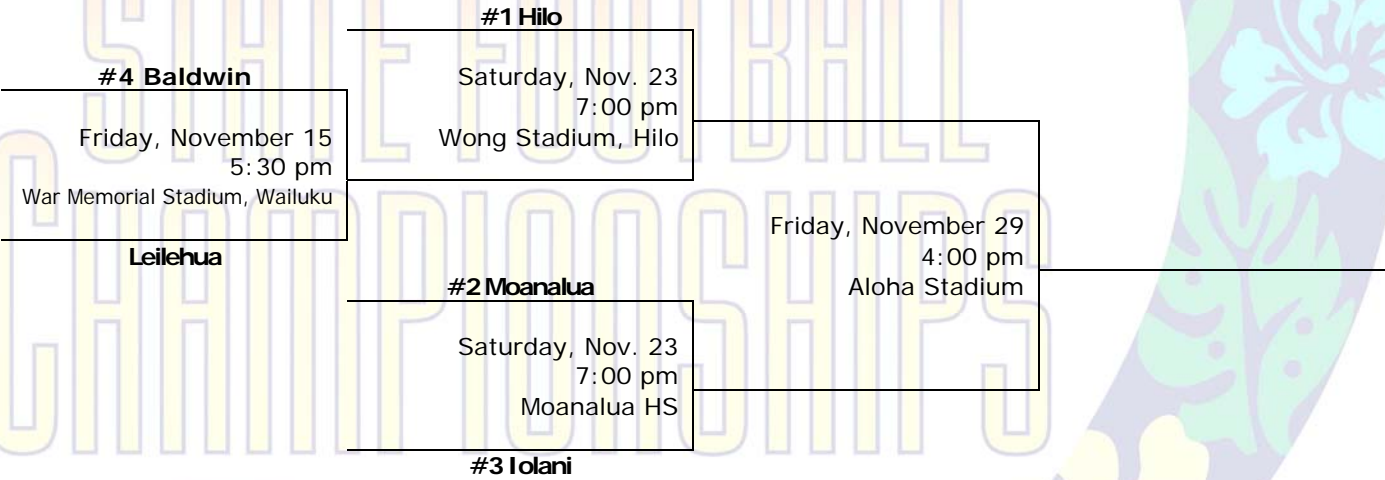 STATE FOOTBALL
CHAMPIONSHIPS
#1 Hilo
#4 Baldwin
Saturday, Nov. 23
7:00 pm
Wong Stadium, Hilo
Friday, November 15
5:30 pm
War Memorial Stadium, Wailuku
Leilehua
Friday, November 29
4:00 pm
Aloha Stadium
#2 Moanalua
Saturday, Nov. 23
7:00 pm
Moanalua HS
#3 Iolani